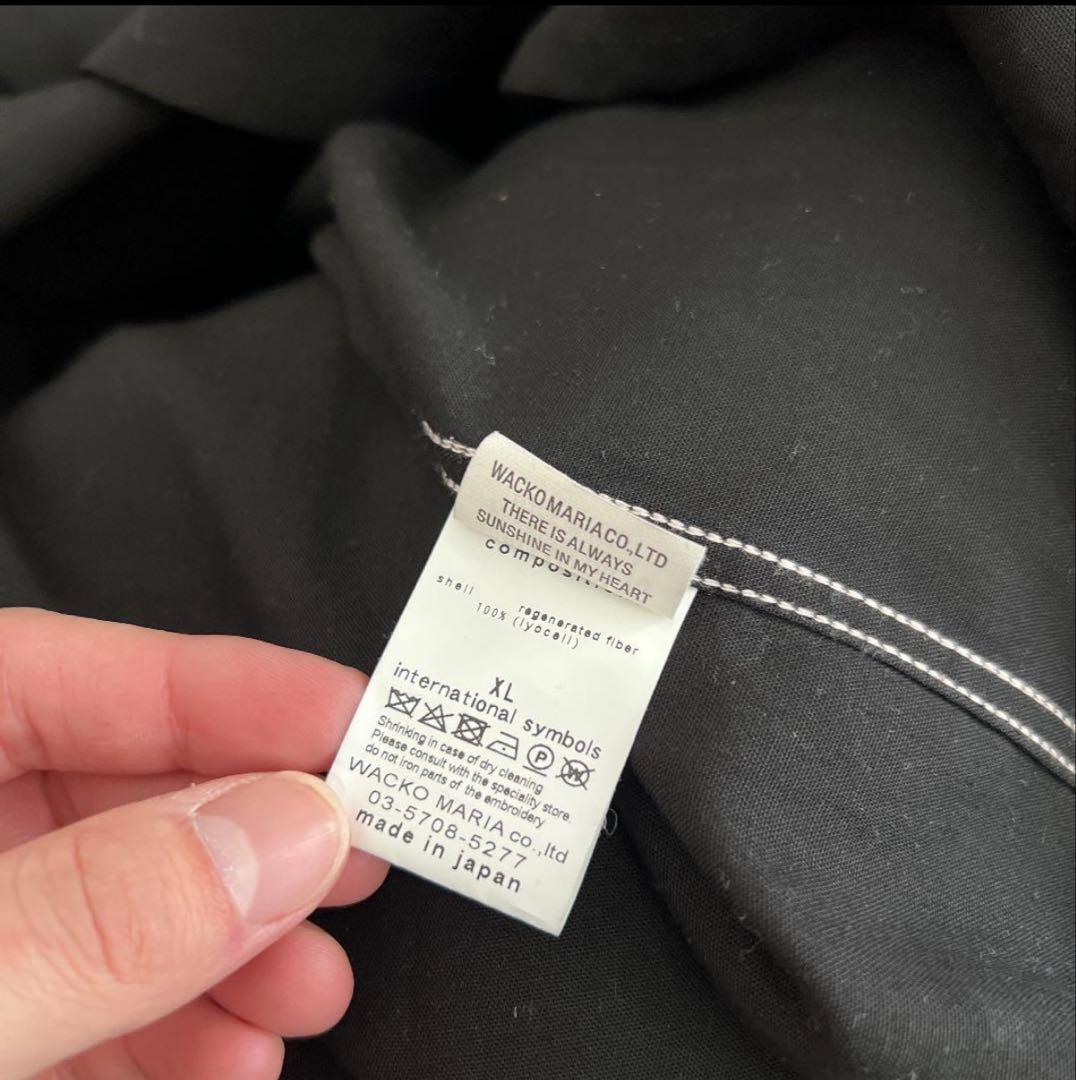 WACKO MARIA CO.,LTD
THERE IS ALWAYS
SUNSHINE IN MY HEART
shell regenerated fiber
100% (lyocell)
XL
international symbols
P W
Shrinking in case of dry cleaning
Please consult with the speciality store.
do not iron parts of the embroidery
WACKO MARIA co.,ltd
03-5708-5277
made in japan